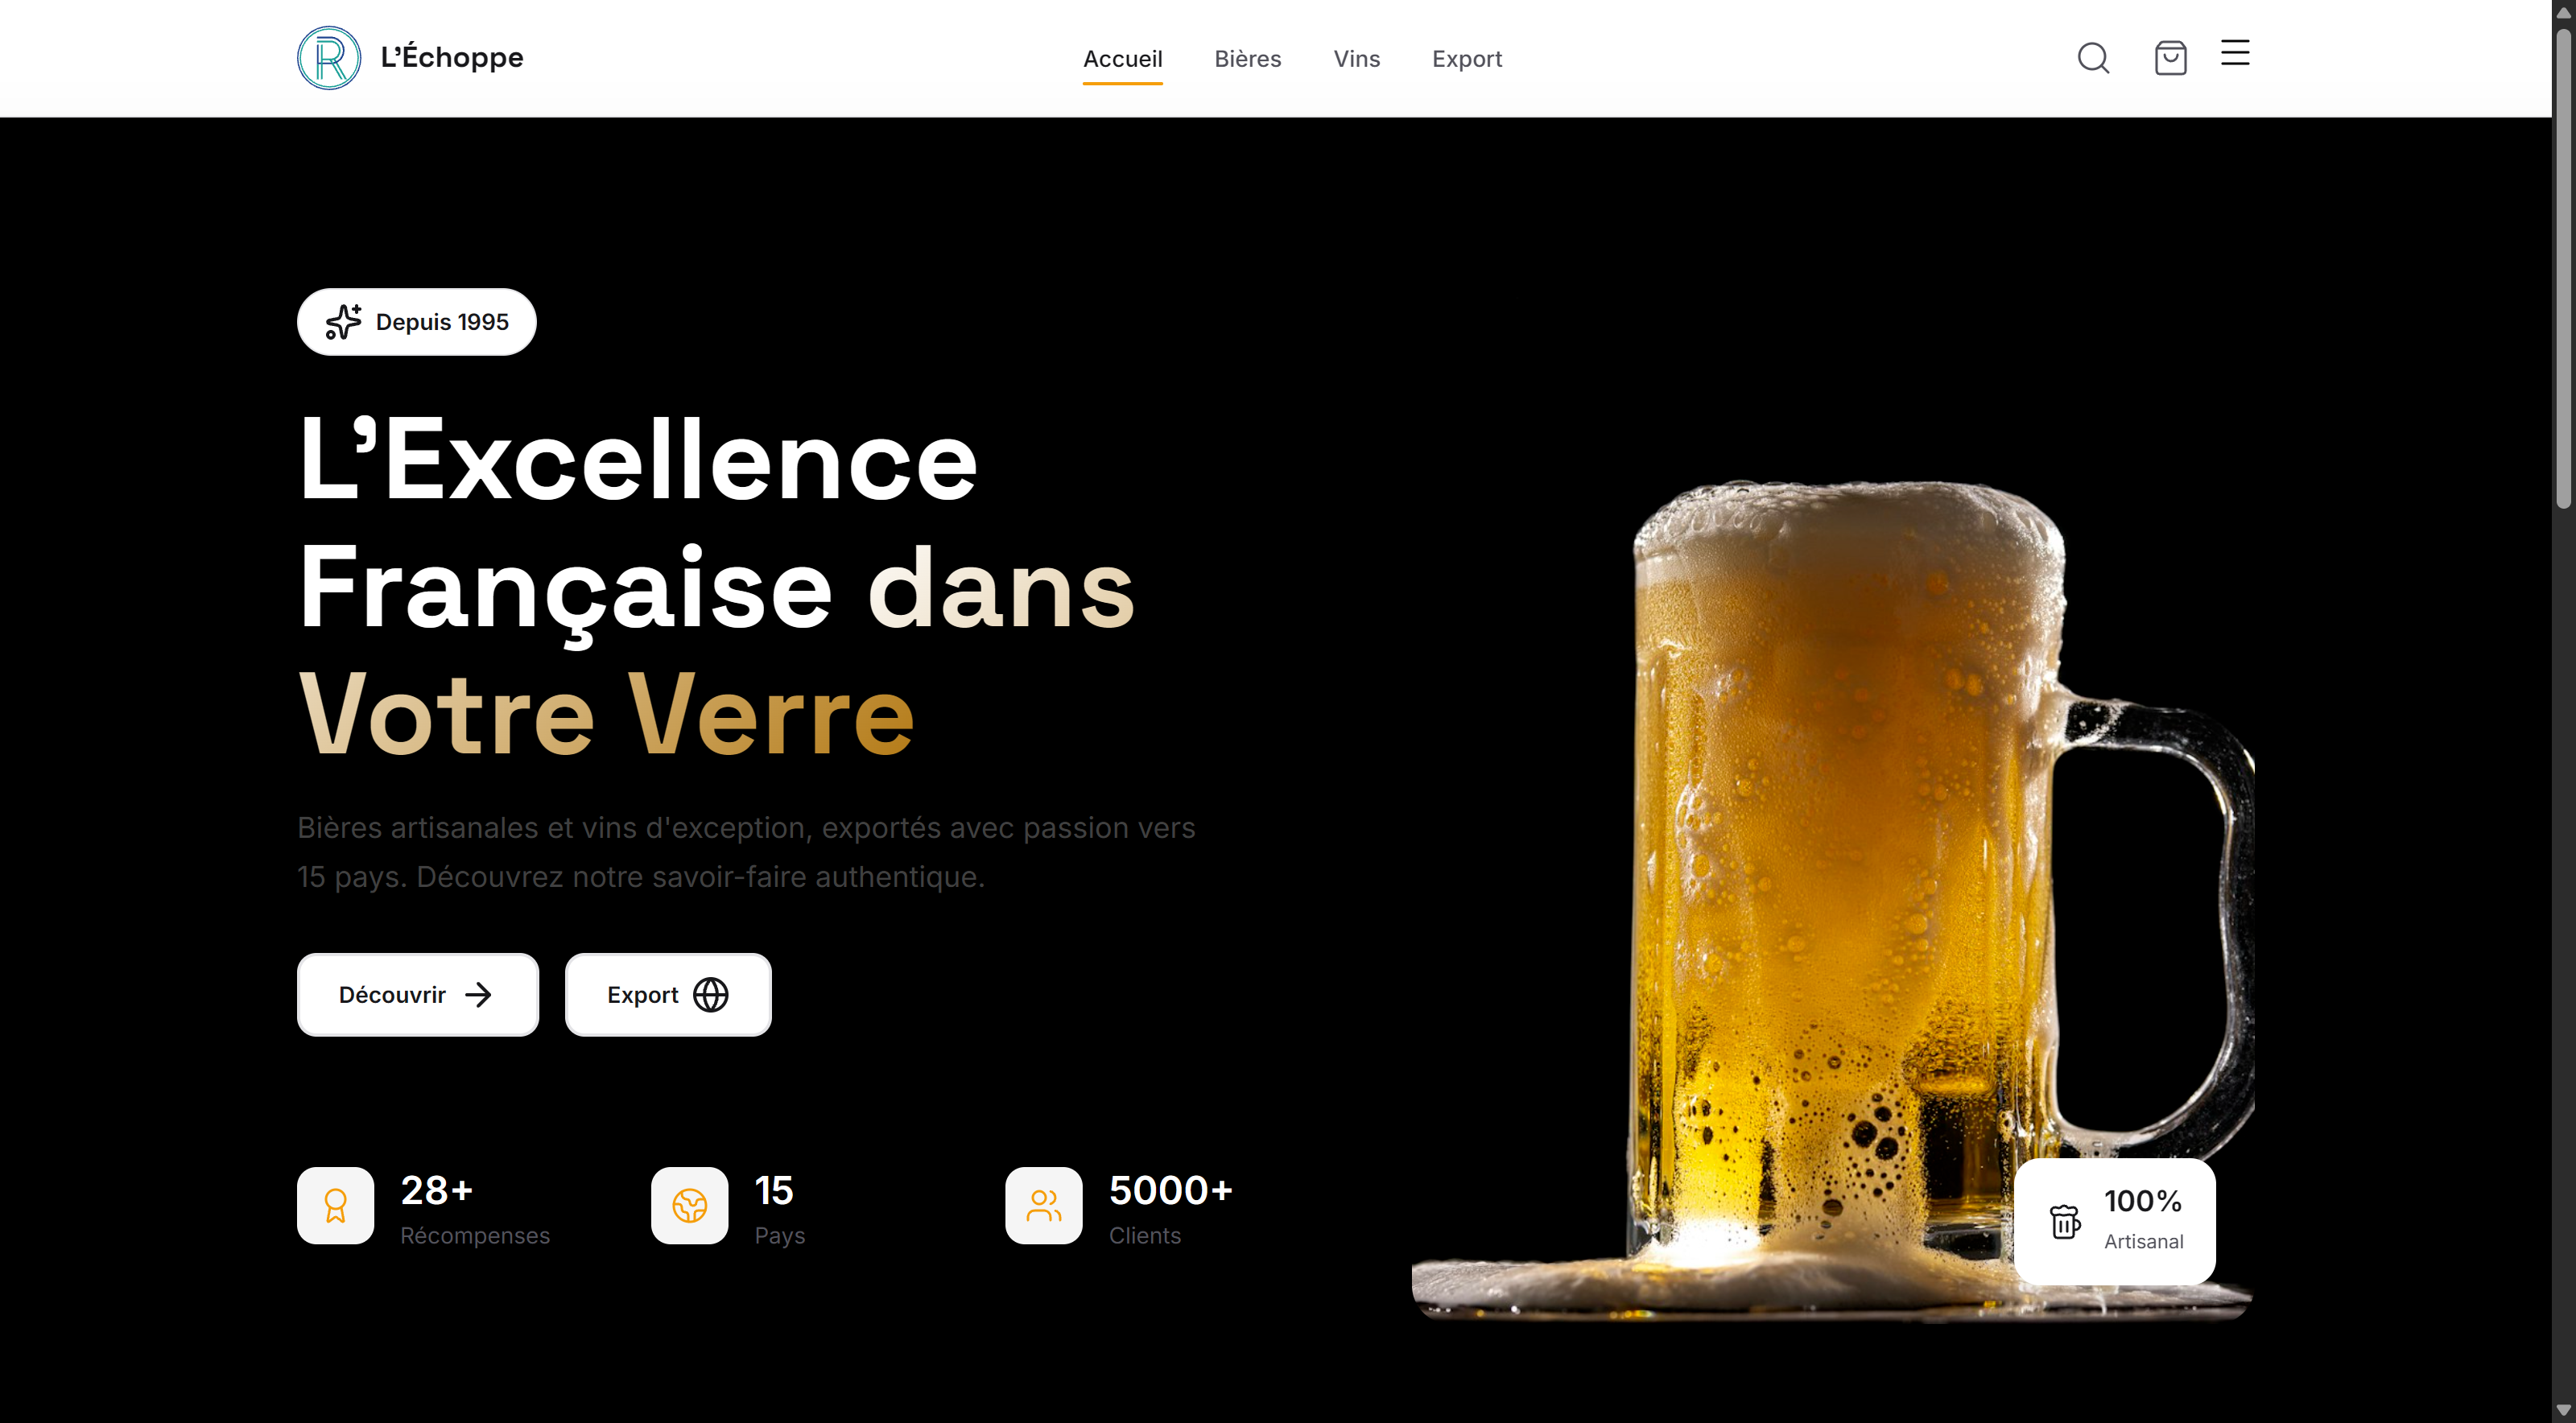 L'Échoppe
Accueil
Bières
Vins
Export
Depuis 1995
L'Excellence
Française dans
Votre Verre
Bières artisanales et vins d'exception, exportés avec passion vers
15 pays. Découvrez notre savoir-faire authentique.
Découvrir
Export
28+
Récompenses
15
Pays
5000+
Clients
100%
Artisanal